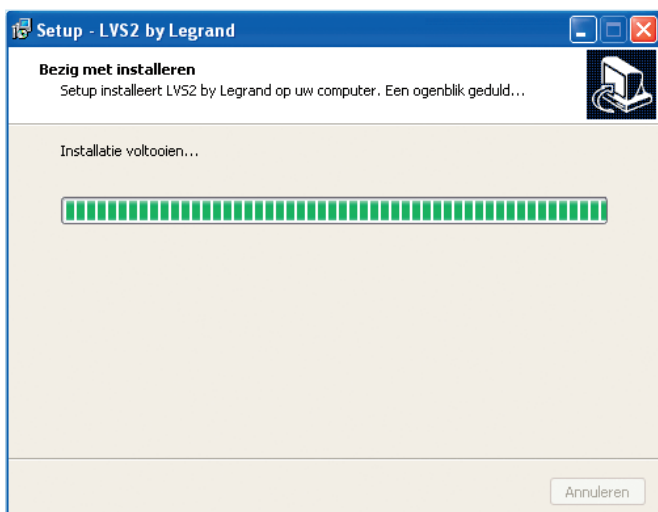 Setup - LVS2 by Legrand
Bezig met installeren
Setup installeert LVS2 by Legrand op uw computer. Een ogenblik geduld...
Installatie voltooien...
Annuleren